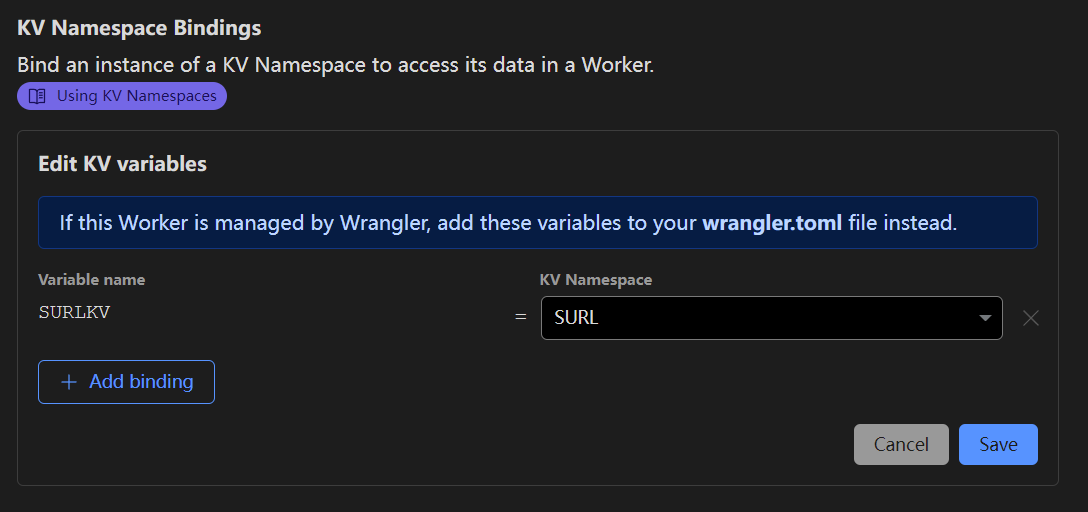 KV Namespace Bindings
Bind an instance of a KV Namespace to access its data in a Worker.
Using KV Namespaces
Edit KV variables
If this Worker is managed by Wrangler, add these variables to your wrangler.toml file instead.
Variable name
KV Namespace
SURLKV
=
SURL
+ Add binding
Cancel
Save